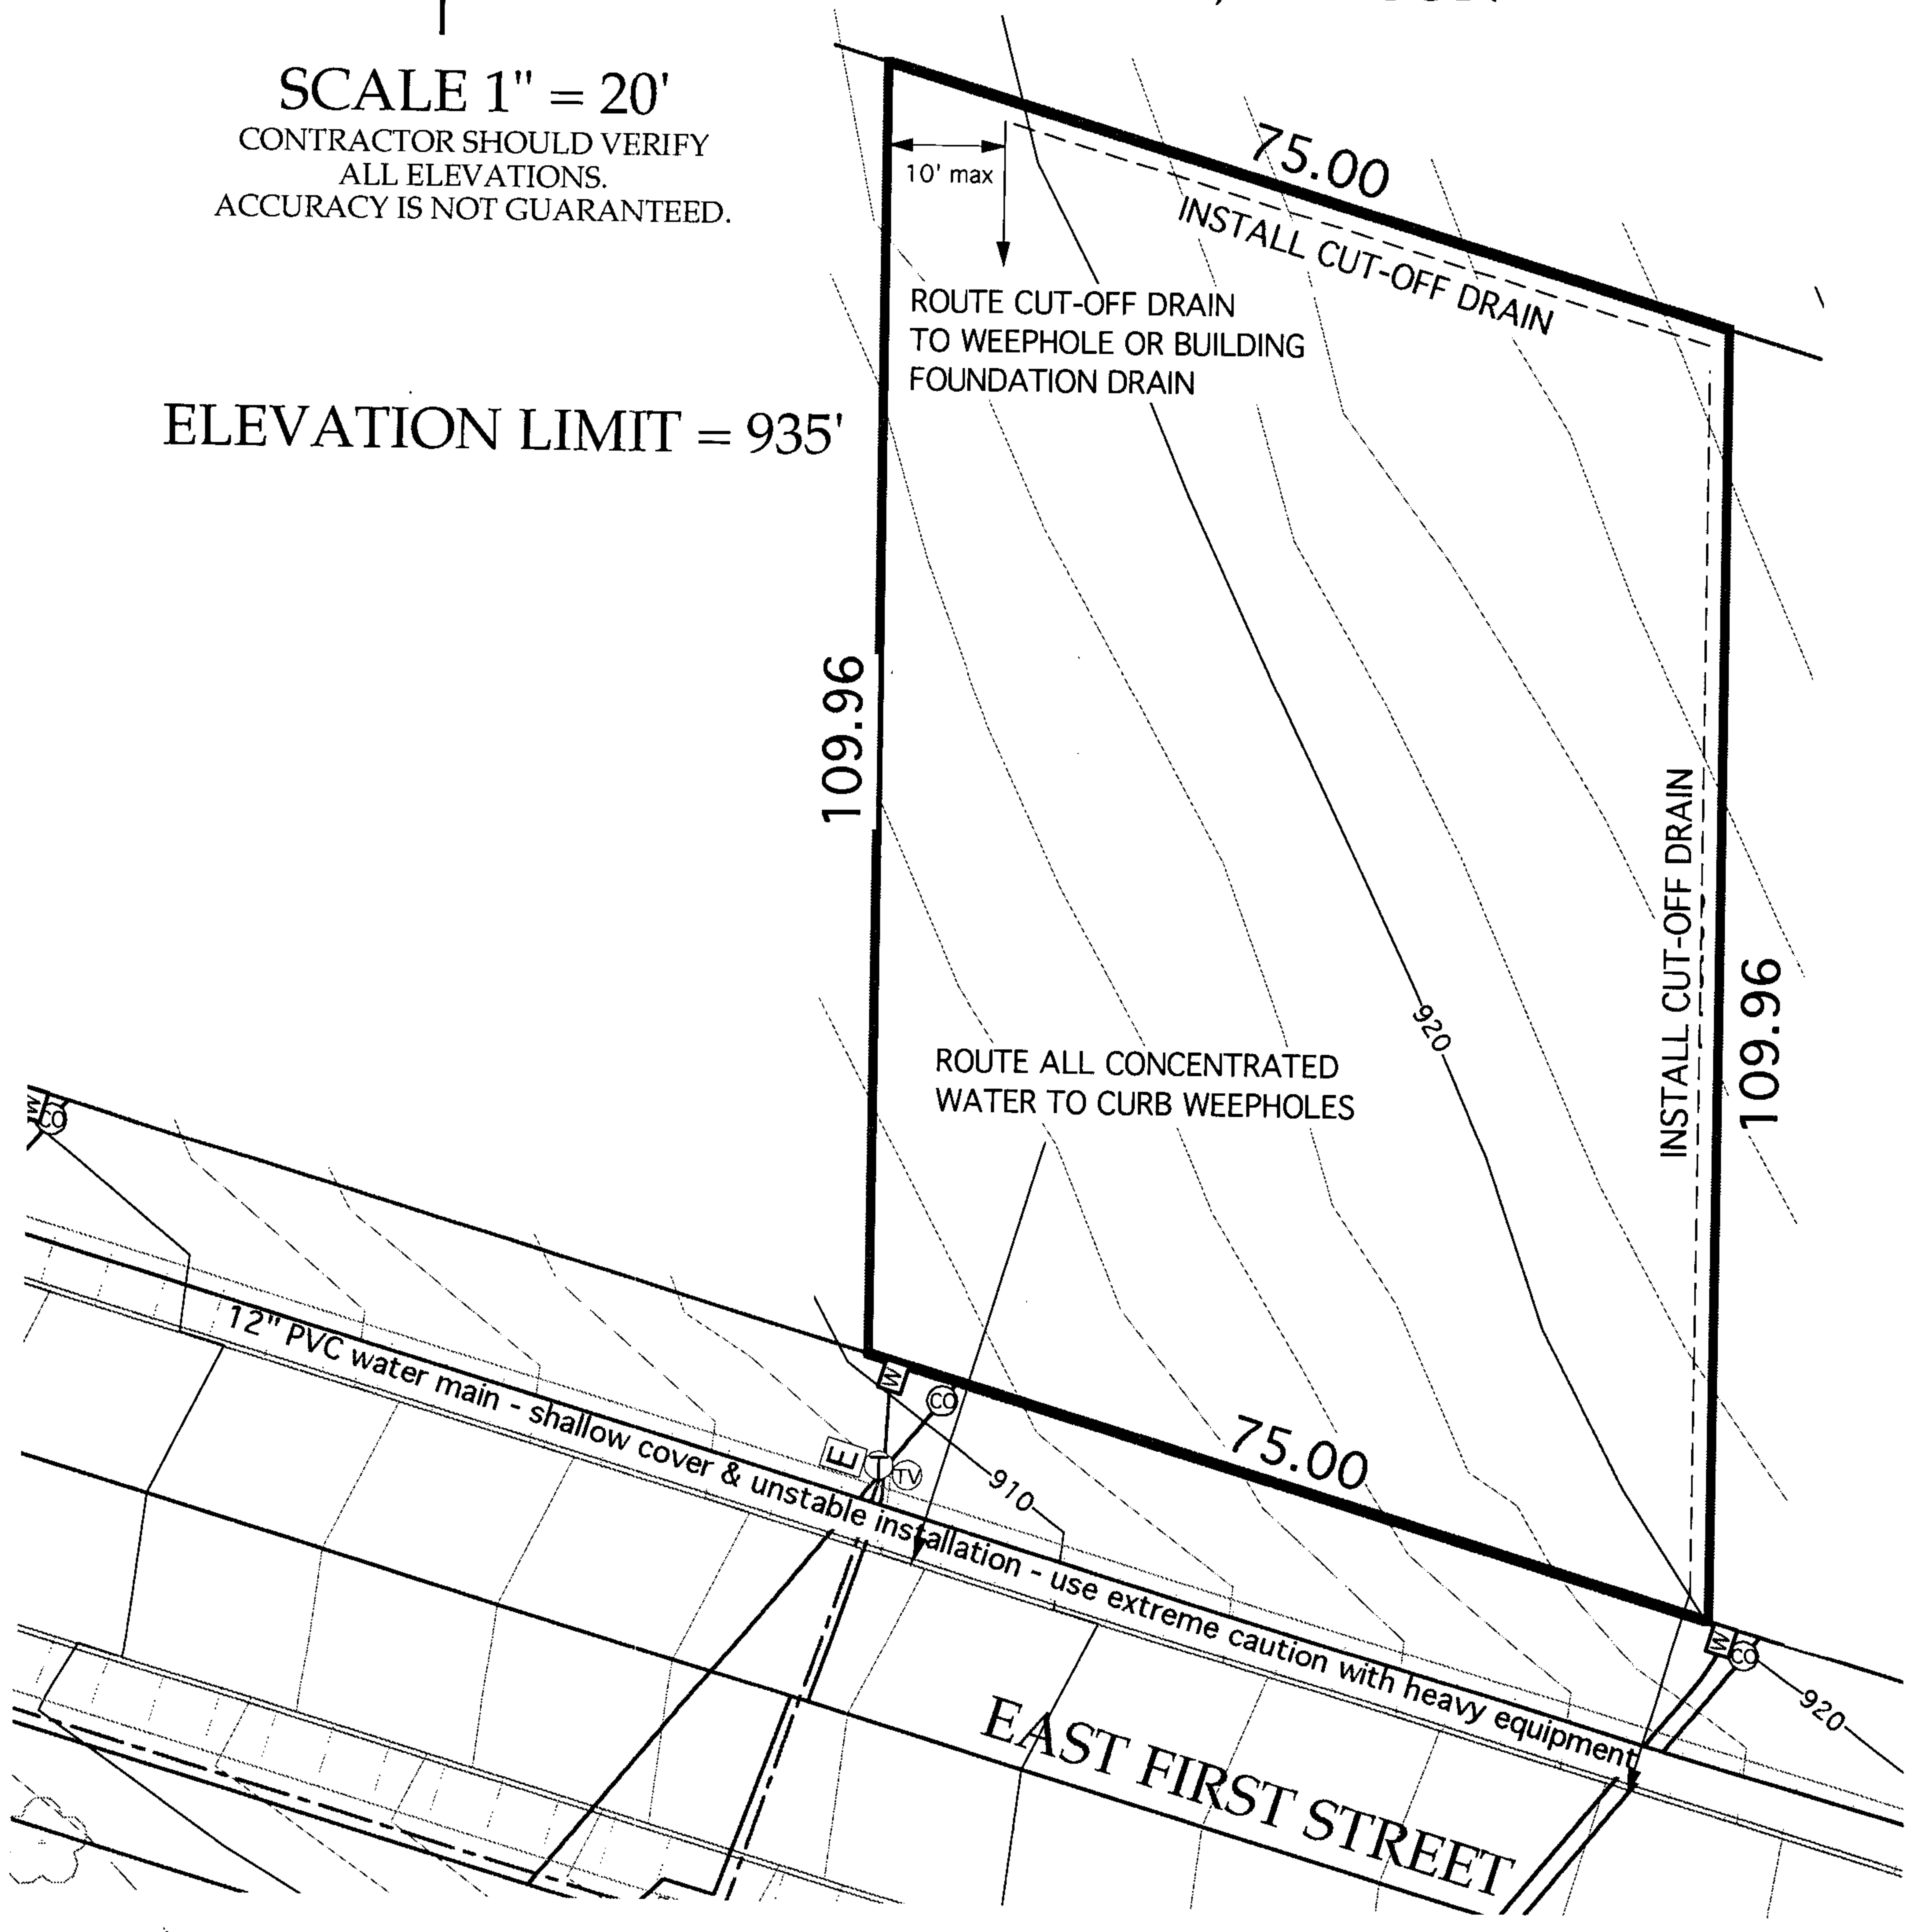 SCALE 1" = 20'
CONTRACTOR SHOULD VERIFY
ALL ELEVATIONS.
ACCURACY IS NOT GUARANTEED.
75.00
10' max
INSTALL CUT-OFF DRAIN
ROUTE CUT-OFF DRAIN
TO WEEPHOLE OR BUILDING
FOUNDATION DRAIN
ELEVATION LIMIT = 935'
109.96
INSTALL CUT-OFF DRAIN
109.96
920
ROUTE ALL CONCENTRATED
WATER TO CURB WEEPHOLES
W
CO
W
CO
75.00
E
T
TV
910
12" PVC water main - shallow cover & unstable installation - use extreme caution with heavy equipment
W
CO
920
EAST FIRST STREET